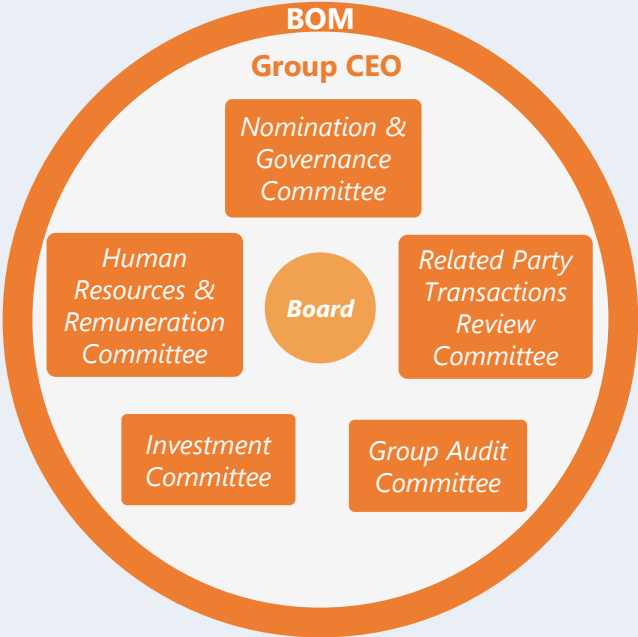 BOM
Group CEO
Nomination &
Governance
Committee
Human
Resources &
Remuneration
Committee
Board
Related Party
Transactions
Review
Committee
Investment
Committee
Group Audit
Committee